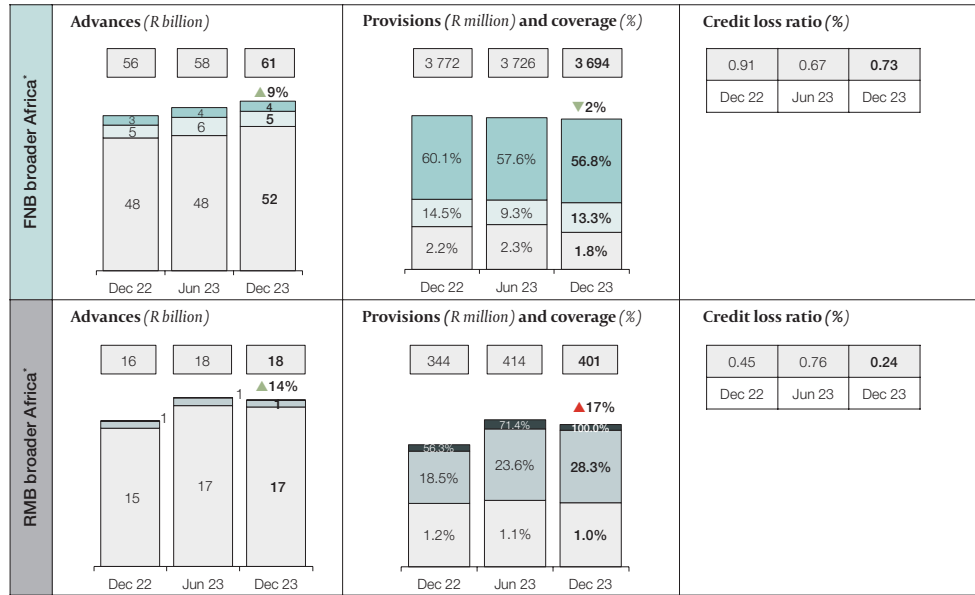 FNB broader Africa*
Advances (R billion)
56 58 61
▲9%
3 4 4
5 6 5
48 48 52
Dec 22 Jun 23 Dec 23
Provisions (R million) and coverage (%)
3 772 3 726 3 694
▼2%
60.1% 57.6% 56.8%
14.5% 9.3% 13.3%
2.2% 2.3% 1.8%
Dec 22 Jun 23 Dec 23
Credit loss ratio (%)
0.91 0.67 0.73
Dec 22 Jun 23 Dec 23
RMB broader Africa*
Advances (R billion)
16 18 18
▲14%
1 1 1
15 17 17
Dec 22 Jun 23 Dec 23
Provisions (R million) and coverage (%)
344 414 401
▲17%
56.3% 71.4% 100.0%
18.5% 23.6% 28.3%
1.2% 1.1% 1.0%
Dec 22 Jun 23 Dec 23
Credit loss ratio (%)
0.45 0.76 0.24
Dec 22 Jun 23 Dec 23